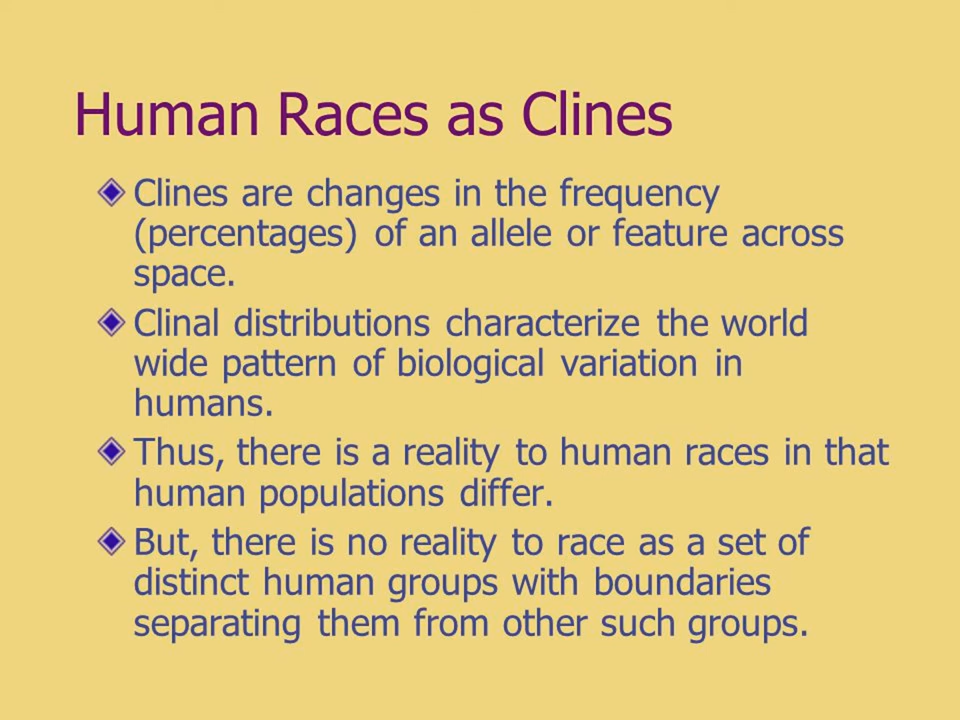 Human Races as Clines
Clines are changes in the frequency
(percentages) of an allele or feature across
space.
Clinal distributions characterize the world
wide pattern of biological variation in
humans.
Thus, there is a reality to human races in that
human populations differ.
But, there is no reality to race as a set of
distinct human groups with boundaries
separating them from other such groups.